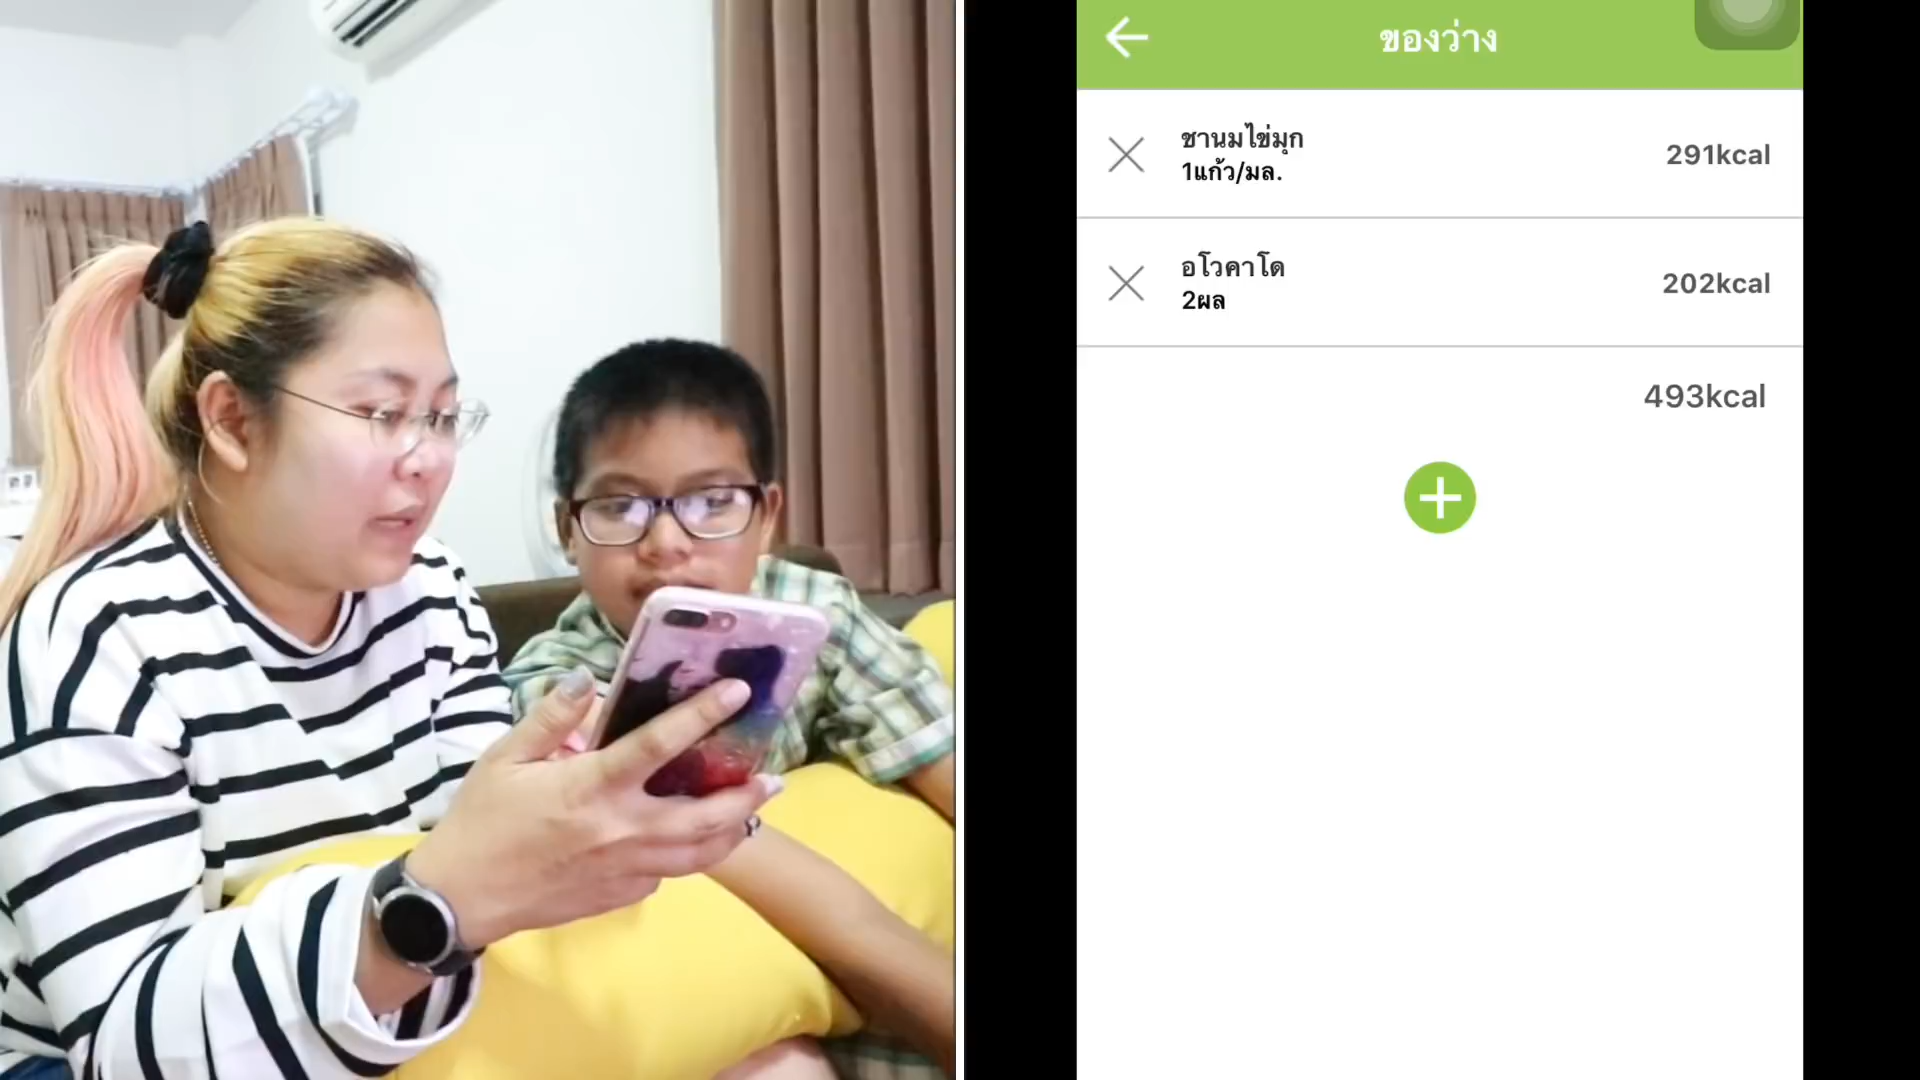 ของว่าง
ชานมไข่มุก
1แก้ว/มล.
291kcal
อโวคาโด
2ผล
202kcal
493kcal